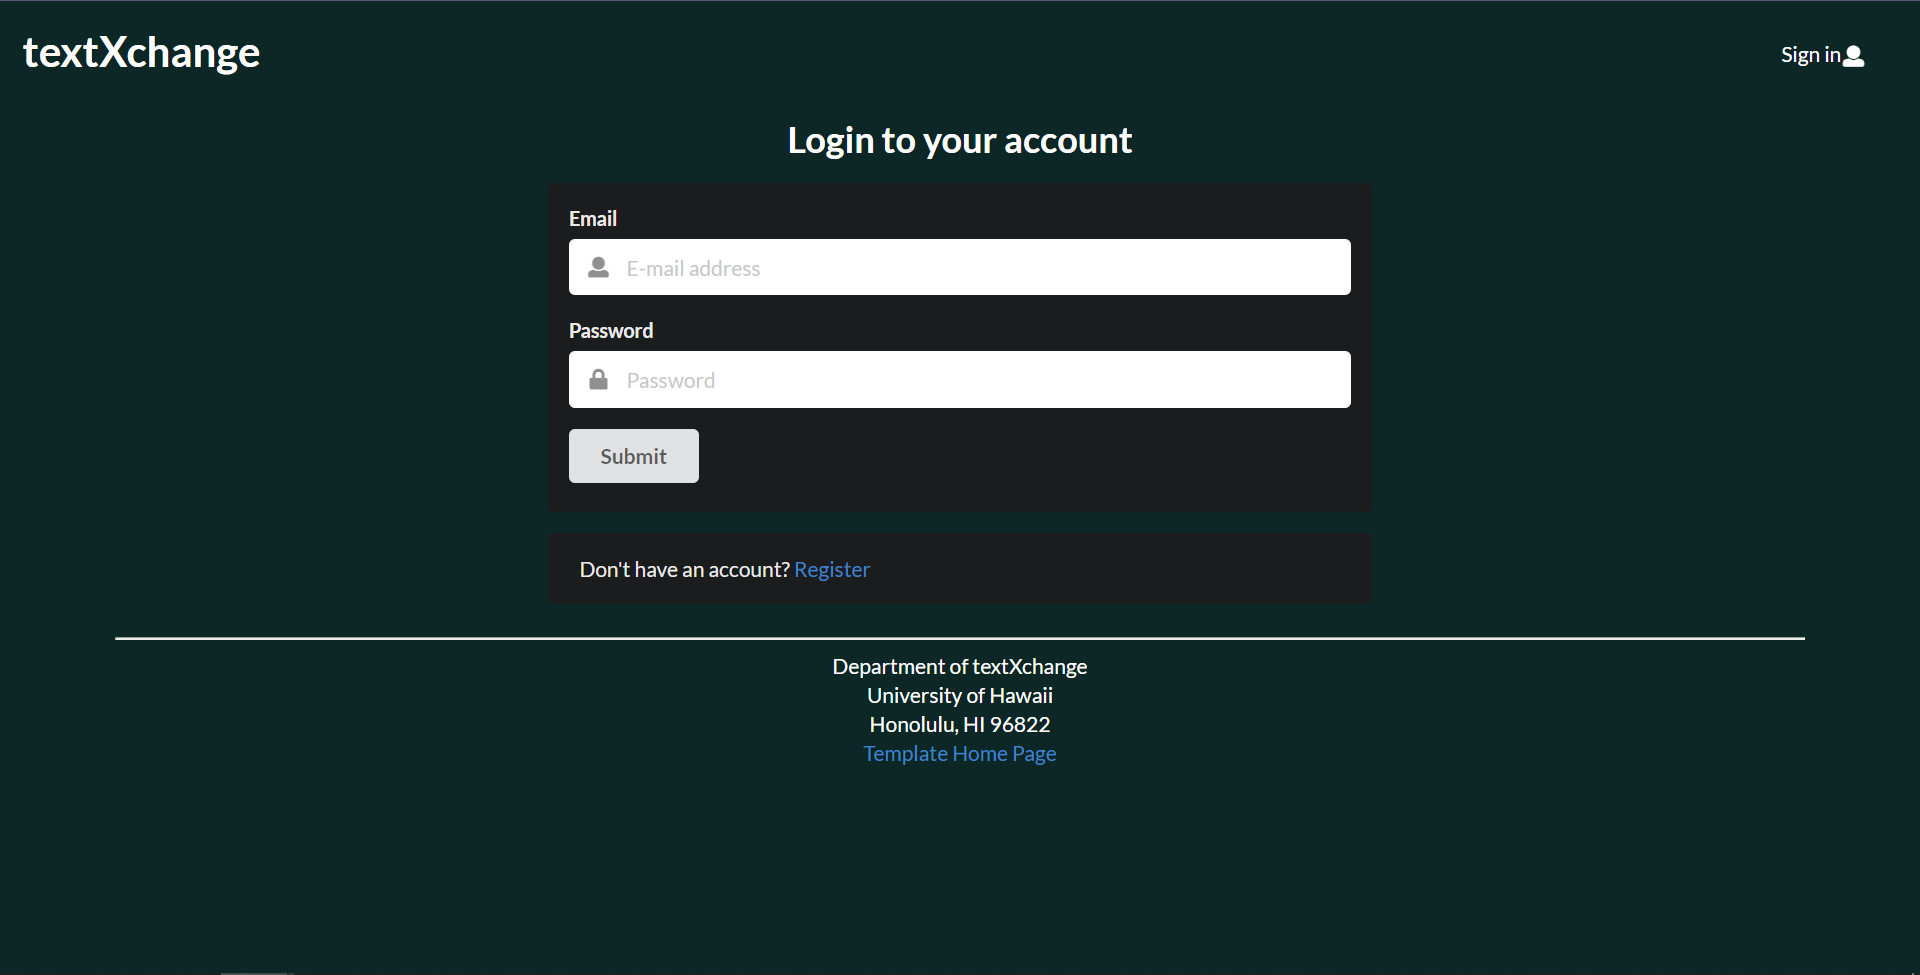 textXchange
Sign in
Login to your account
Email
E-mail address
Password
Password
Submit
Don't have an account? Register
Department of textXchange
University of Hawaii
Honolulu, HI 96822
Template Home Page